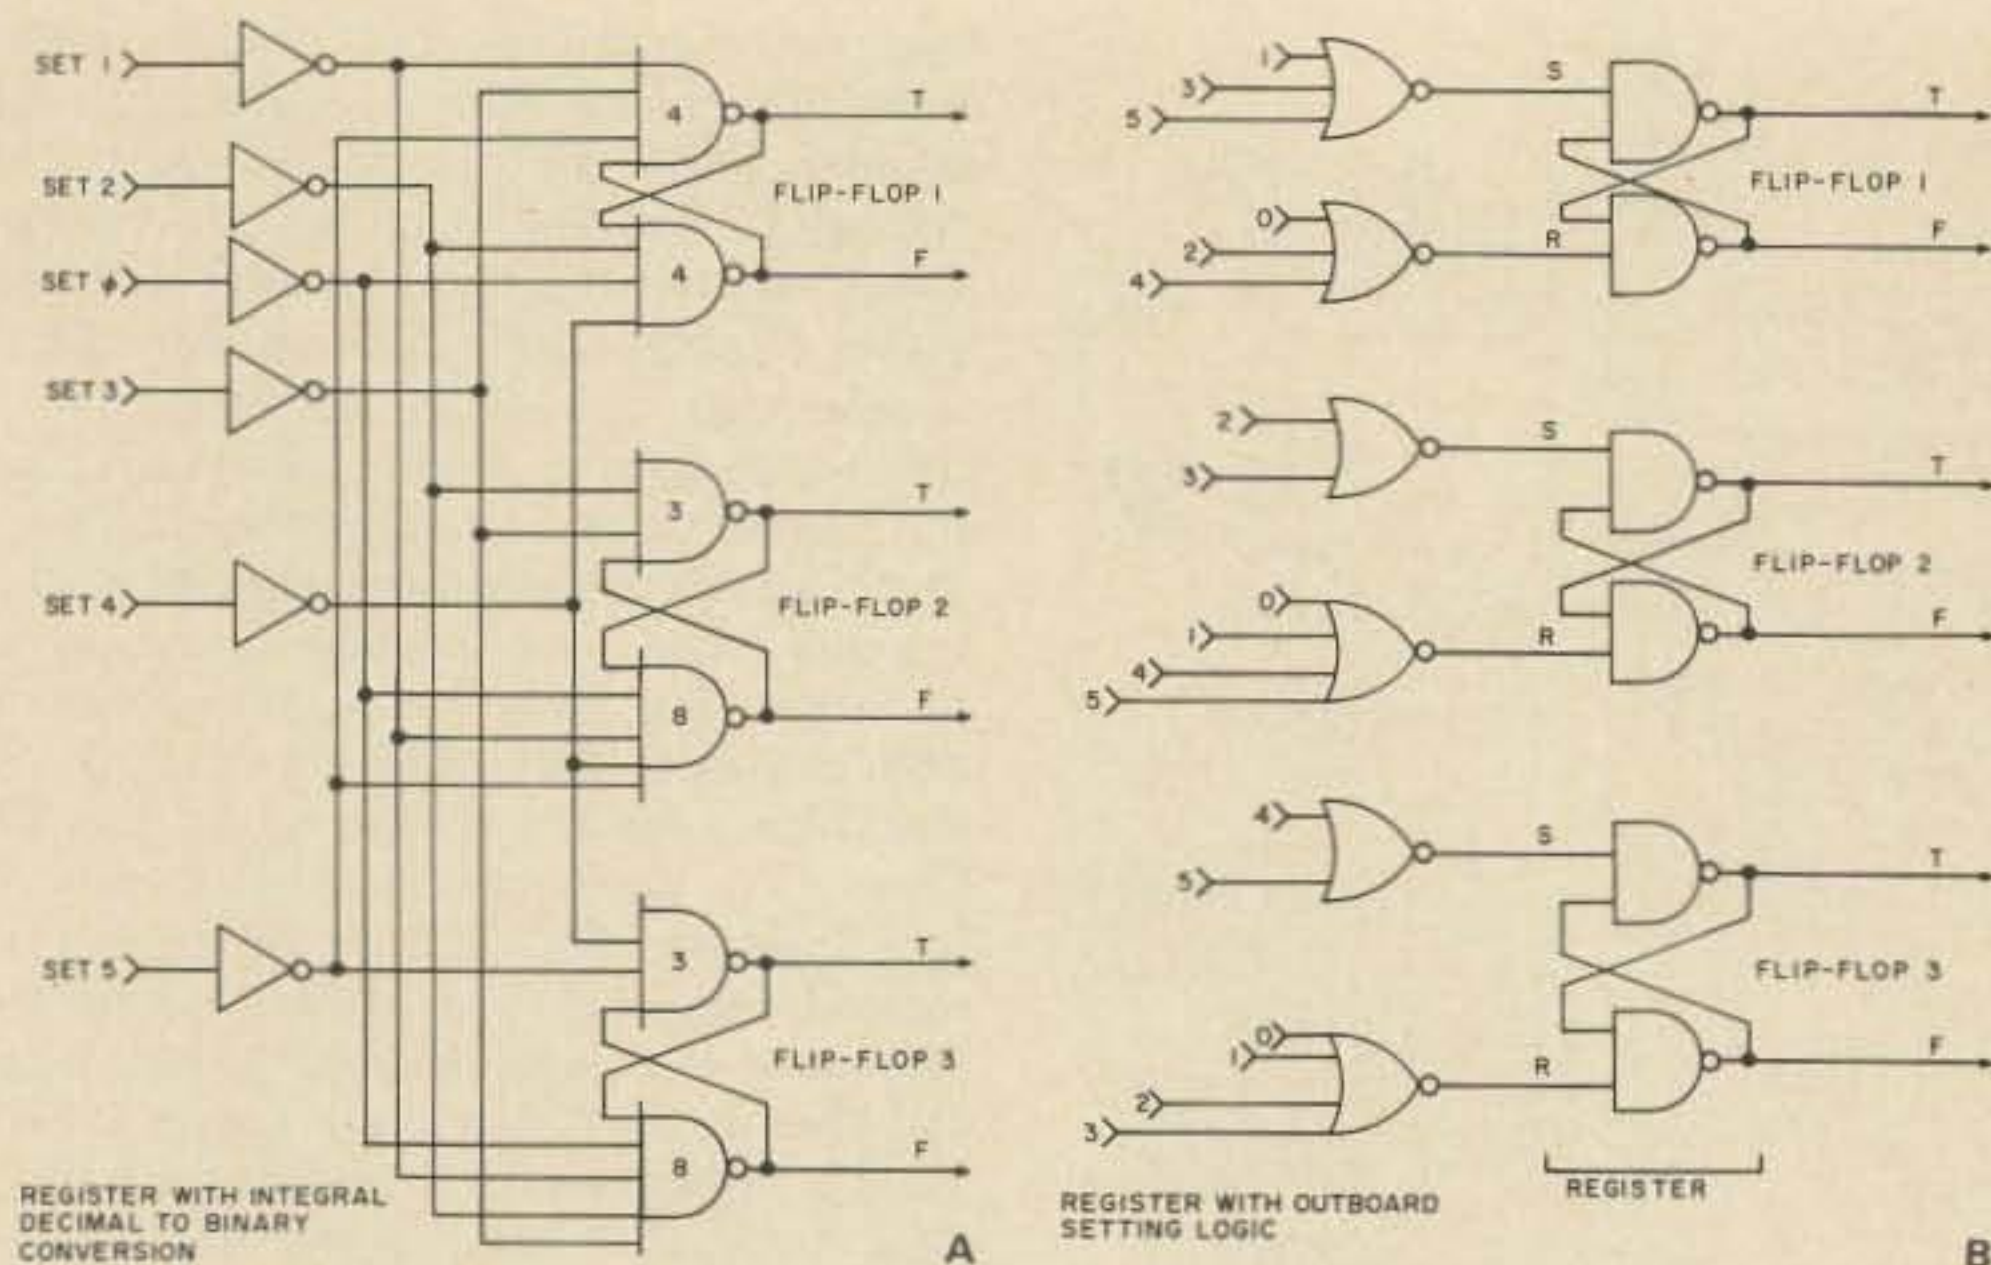 SET 1
SET 2
SET ϕ
SET 3
SET 4
SET 5
4
T
FLIP-FLOP 1
4
F
3
T
FLIP-FLOP 2
8
F
3
T
FLIP-FLOP 3
8
F
REGISTER WITH INTEGRAL
DECIMAL TO BINARY
CONVERSION
A
1
3
5
S
T
FLIP-FLOP 1
0
2
4
R
F
2
3
S
T
FLIP-FLOP 2
0
1
4
5
R
F
4
5
S
T
FLIP-FLOP 3
0
1
2
3
R
F
REGISTER
REGISTER WITH OUTBOARD
SETTING LOGIC
B